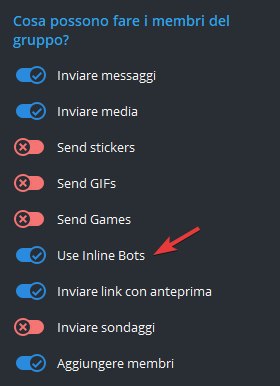 Cosa possono fare i membri del
gruppo?
Inviare messaggi
Inviare media
Send stickers
Send GIFs
Send Games
Use Inline Bots
Inviare link con anteprima
Inviare sondaggi
Aggiungere membri